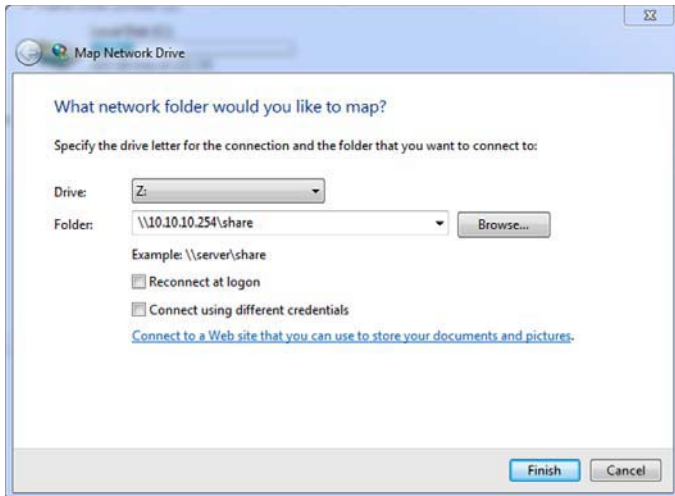 Map Network Drive
What network folder would you like to map?
Specify the drive letter for the connection and the folder that you want to connect to:
Drive: Z:
Folder: \\10.10.10.254\share Browse...
Example: \\server\share
Reconnect at logon
Connect using different credentials
Connect to a Web site that you can use to store your documents and pictures.
Finish Cancel